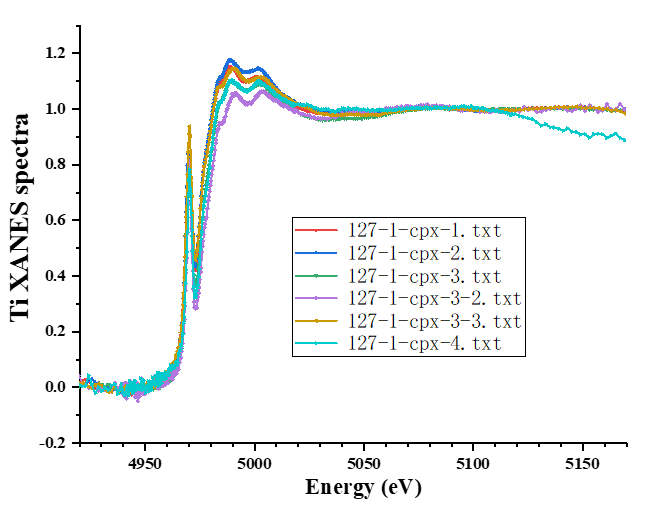 Ti XANES spectra
1.2
1.0
0.8
0.6
0.4
0.2
0.0
-0.2
127-1-cpx-1.txt
127-1-cpx-2.txt
127-1-cpx-3.txt
127-1-cpx-3-2.txt
127-1-cpx-3-3.txt
127-1-cpx-4.txt
4950 5000 5050 5100 5150
Energy (eV)